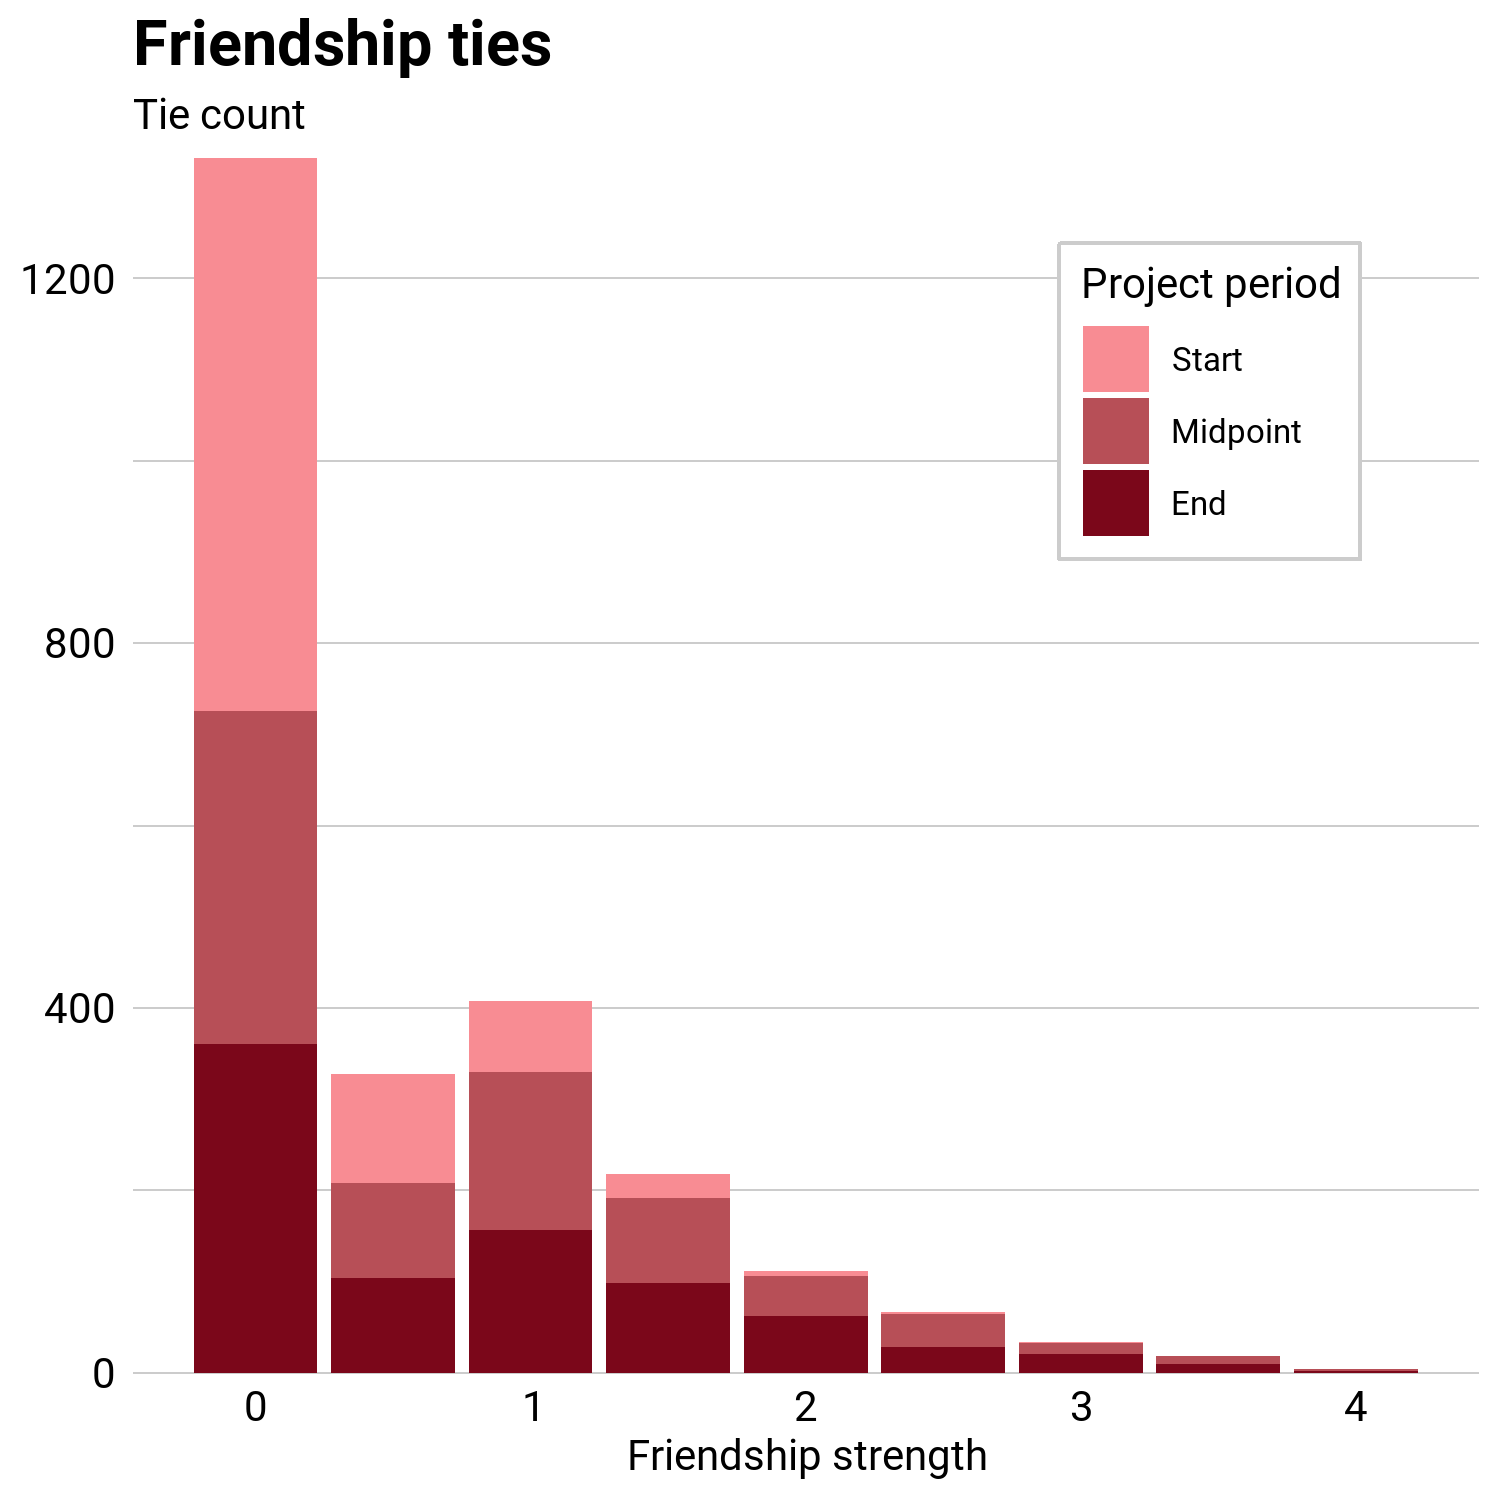 Friendship ties
Tie count
1200
800
400
0
Project period
Start
Midpoint
End
0 1 2 3 4
Friendship strength